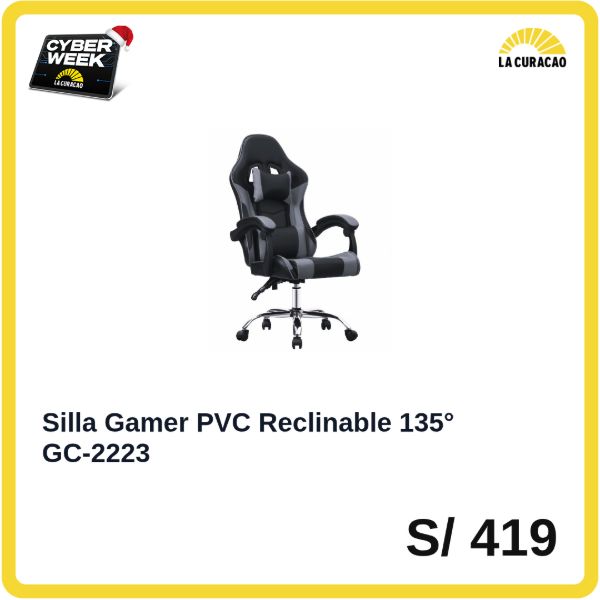 CYBER
WEEK
LA CURACAO
LA CURACAO
Silla Gamer PVC Reclinable 135°
GC-2223
S/ 419